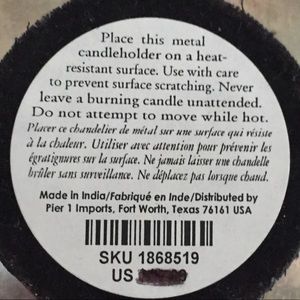 Place this metal
candleholder on a heat-
resistant surface. Use with care
to prevent surface scratching. Never
leave a burning candle unattended.
Do not attempt to move while hot.
Placer ce chandelier de métal sur une surface qui résiste
à la chaleur. Utiliser avec attention pour prévenir les
égratignures sur la surface. Ne jamais laisser une chandelle
brûler sans surveillance. Ne déplacez pas lorsque chaud.
Made in India/Fabriqué en Inde/Distributed by
Pier 1 Imports, Fort Worth, Texas 76161 USA
SKU 1868519
US